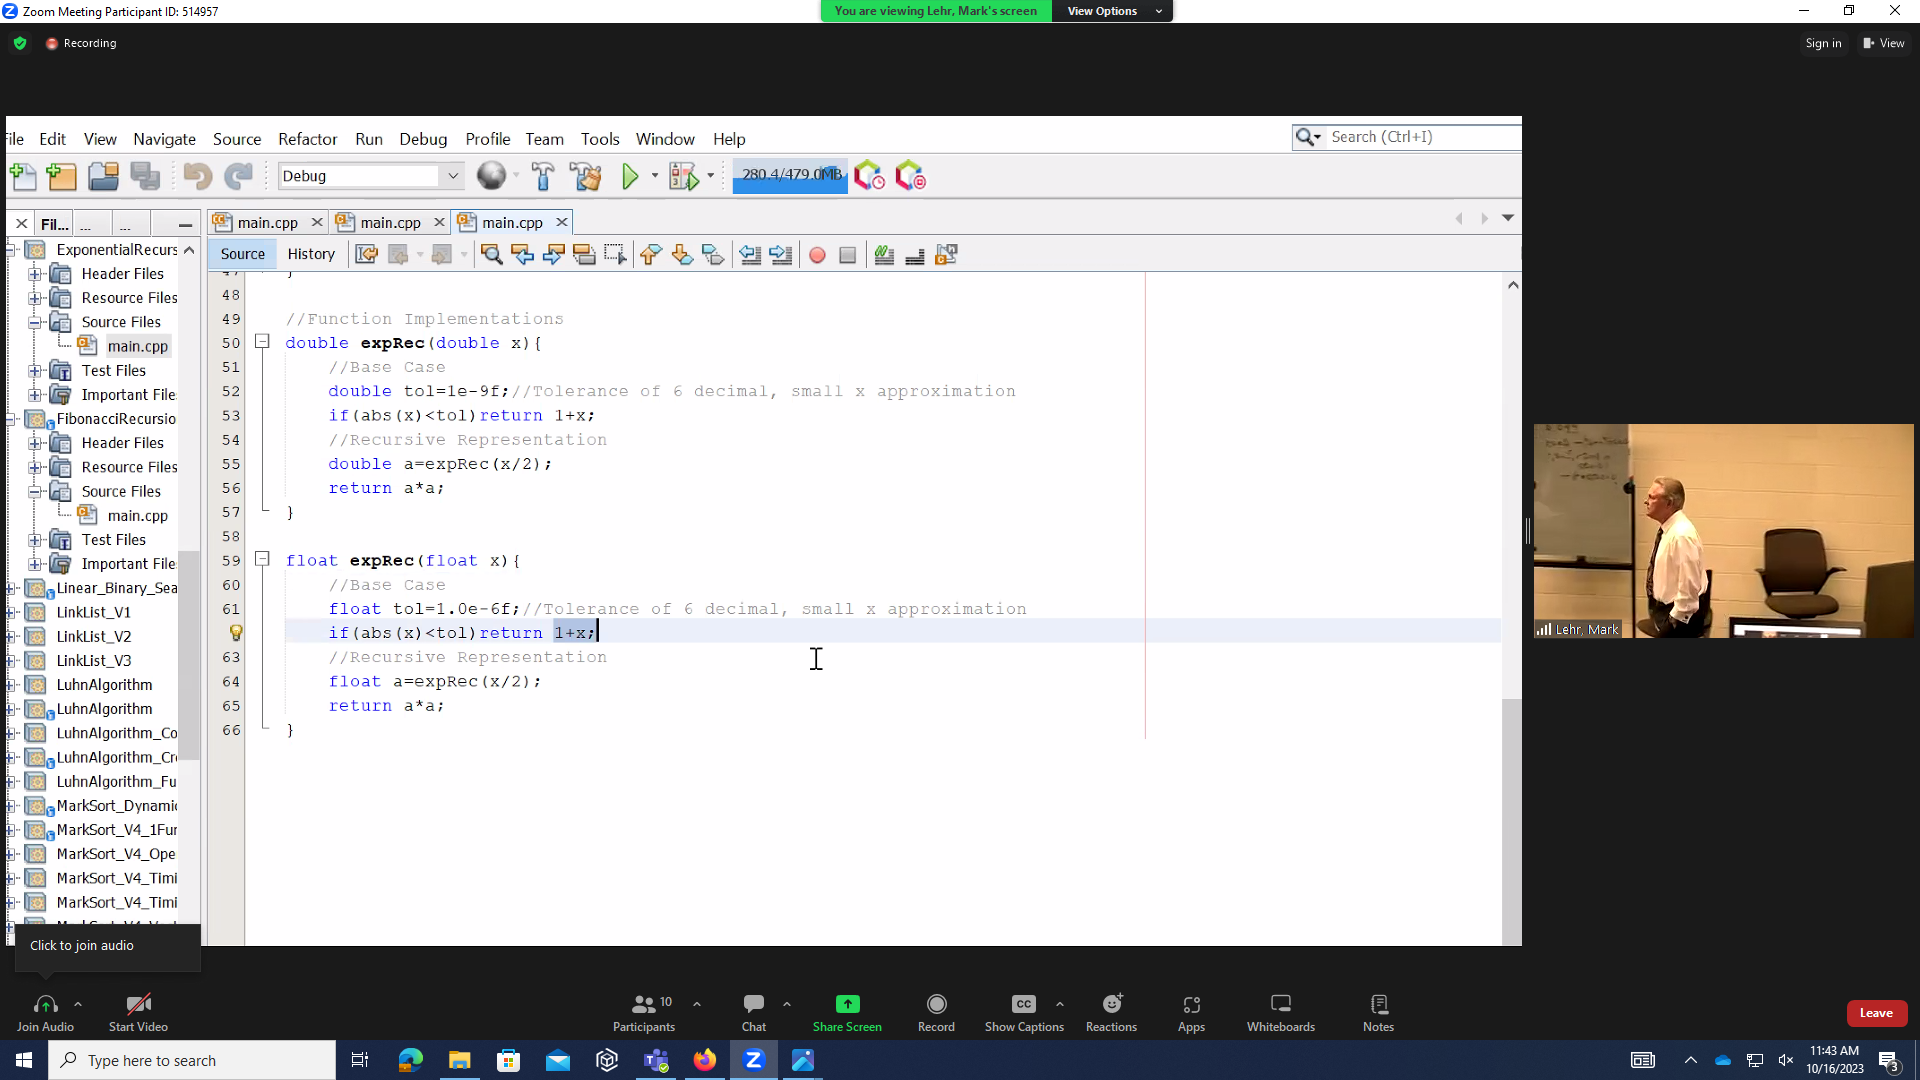 Zoom Meeting Participant ID: 514957
You are viewing Lehr, Mark's screen
View Options
Recording
Sign in
View
ile Edit View Navigate Source Refactor Run Debug Profile Team Tools Window Help
Search (Ctrl+I)
Debug
280.4/479.0MB
Fil... ... ...
main.cpp main.cpp main.cpp
Source History
ExponentialRecurs
Header Files
Resource Files
Source Files
main.cpp
Test Files
Important File
FibonacciRecursio
Header Files
Resource Files
Source Files
main.cpp
Test Files
Important File
Linear_Binary_Sea
LinkList_V1
LinkList_V2
LinkList_V3
LuhnAlgorithm
LuhnAlgorithm
LuhnAlgorithm_Co
LuhnAlgorithm_Cr
LuhnAlgorithm_Fu
MarkSort_Dynamic
MarkSort_V4_1Fur
MarkSort_V4_Ope
MarkSort_V4_Timi
MarkSort_V4_Timi
47 }
48
49 //Function Implementations
50 double expRec(double x){
51 //Base Case
52 double tol=1e-9f;//Tolerance of 6 decimal, small x approximation
53 if(abs(x)<tol)return 1+x;
54 //Recursive Representation
55 double a=expRec(x/2);
56 return a*a;
57 }
58
59 float expRec(float x){
60 //Base Case
61 float tol=1.0e-6f;//Tolerance of 6 decimal, small x approximation
if(abs(x)<tol)return 1+x;
63 //Recursive Representation
64 float a=expRec(x/2);
65 return a*a;
66 }
Lehr, Mark
Click to join audio
Join Audio
Start Video
10
Participants
Chat
Share Screen
Record
CC
Show Captions
Reactions
Apps
Whiteboards
Notes
Leave
Type here to search
11:43 AM
10/16/2023
3